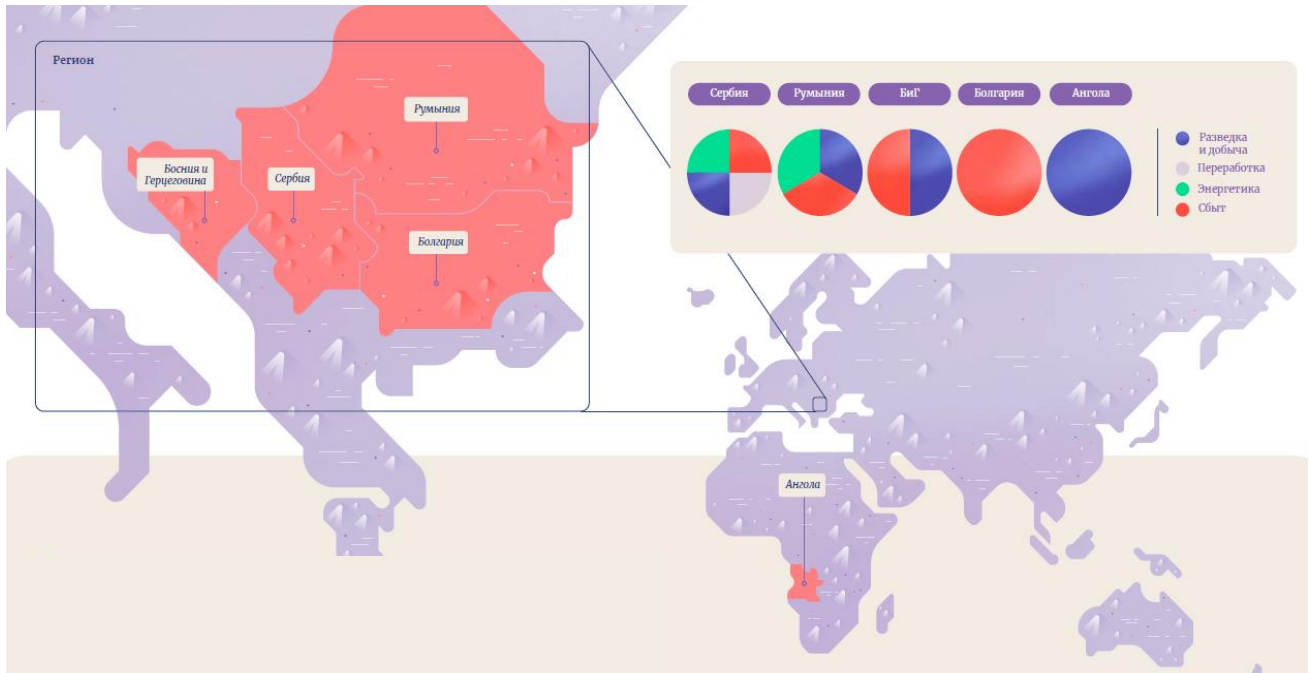 Регион
Румыния
Босния и
Герцеговина
Сербия
Болгария
Сербия
Румыния
БиГ
Болгария
Ангола
Разведка
и добыча
Переработка
Энергетика
Сбыт
Ангола